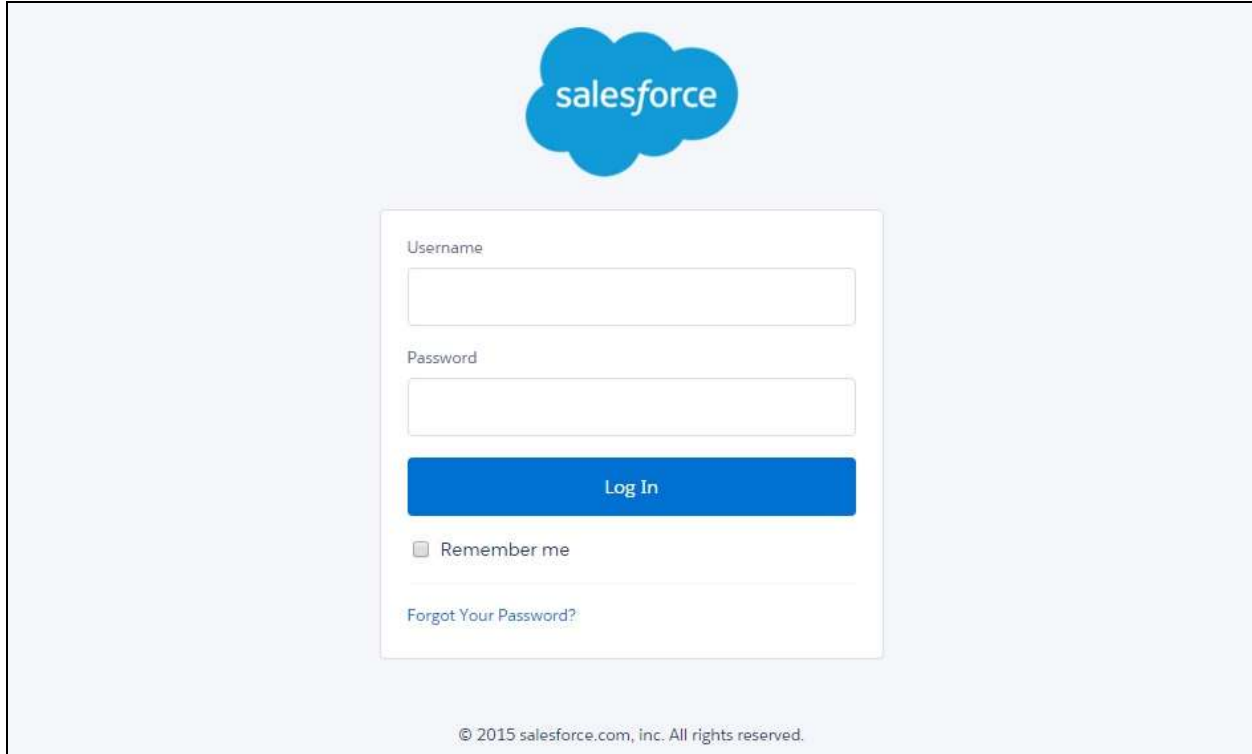 salesforce
Username
Password
Log In
Remember me
Forgot Your Password?
© 2015 salesforce.com, inc. All rights reserved.